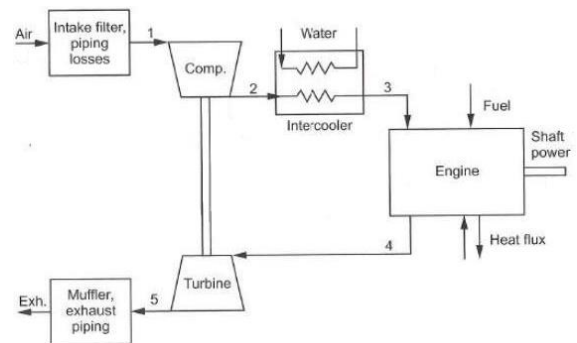 Air
Intake filter,
piping
losses
1
Comp.
2
Water
Intercooler
3
Fuel
Engine
Shaft
power
Heat flux
4
Turbine
5
Muffler,
exhaust
piping
Exh.